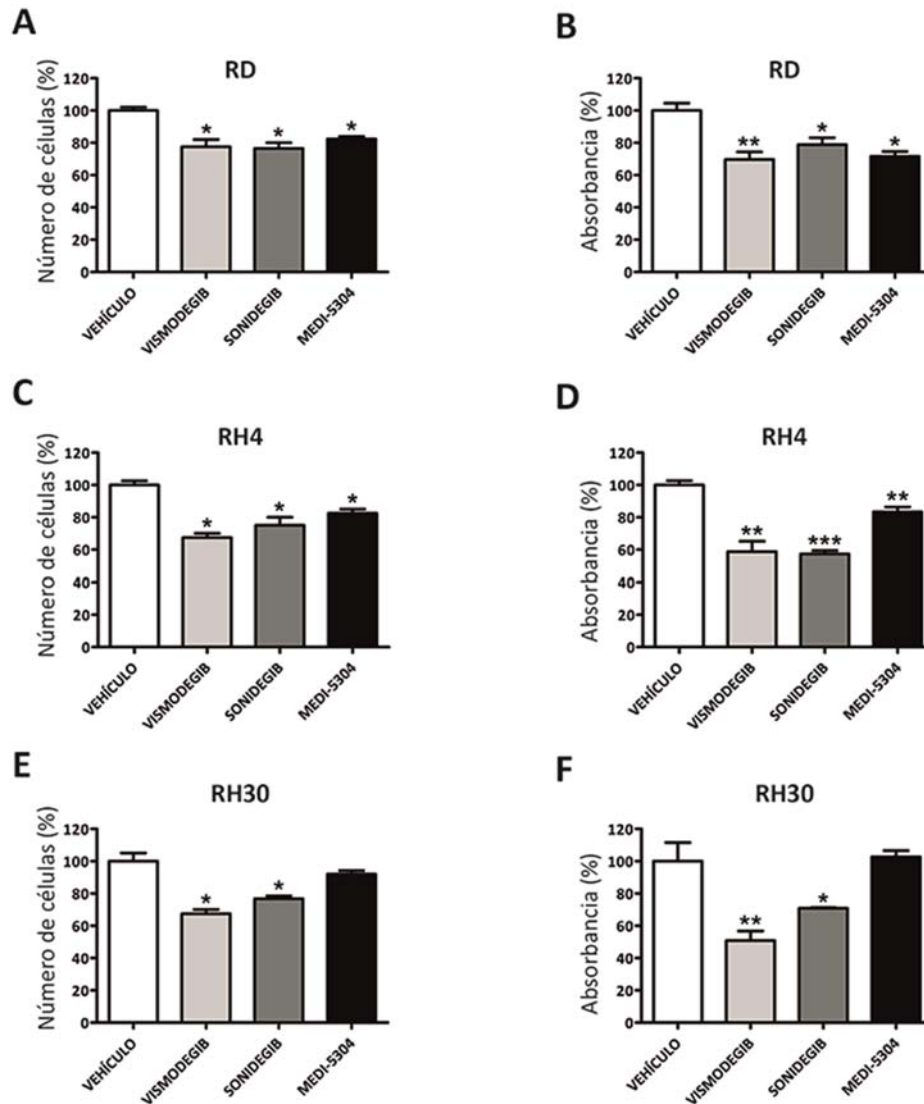 A
RD
Número de células (%)
120
100
80
60
40
20
0
*
*
*
VEHÍCULO
VISMODEGIB
SONIDEGIB
MEDI-5304
B
RD
Absorbancia (%)
120
100
80
60
40
20
0
**
*
*
VEHÍCULO
VISMODEGIB
SONIDEGIB
MEDI-5304
C
RH4
Número de células (%)
120
100
80
60
40
20
0
*
*
*
VEHÍCULO
VISMODEGIB
SONIDEGIB
MEDI-5304
D
RH4
Absorbancia (%)
120
100
80
60
40
20
0
**
***
**
VEHÍCULO
VISMODEGIB
SONIDEGIB
MEDI-5304
E
RH30
Número de células (%)
120
100
80
60
40
20
0
*
*
VEHÍCULO
VISMODEGIB
SONIDEGIB
MEDI-5304
F
RH30
Absorbancia (%)
120
100
80
60
40
20
0
**
*
VEHÍCULO
VISMODEGIB
SONIDEGIB
MEDI-5304